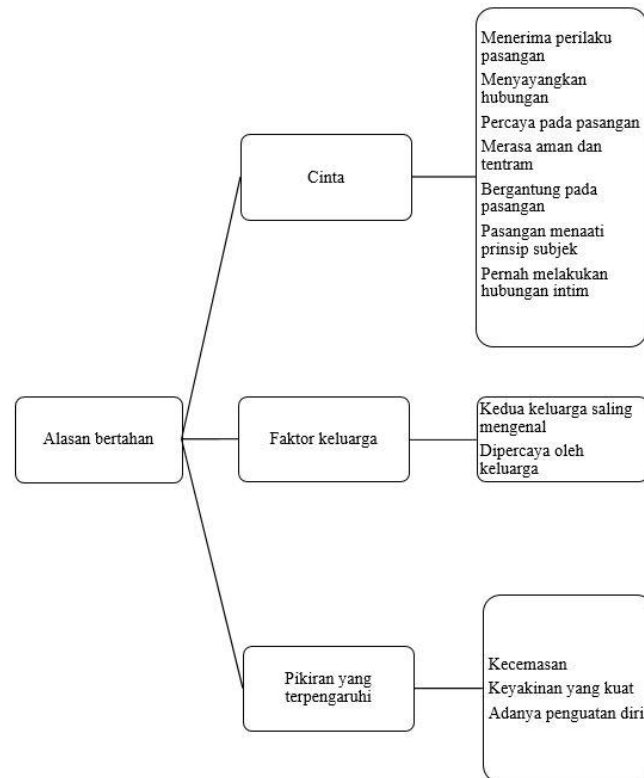 Menerima perilaku
pasangan
Menyayangkan
hubungan
Percaya pada pasangan
Merasa aman dan
tentram
Bergantung pada
pasangan
Pasangan menaati
prinsip subjek
Pernah melakukan
hubungan intim
Cinta
Alasan bertahan
Faktor keluarga
Kedua keluarga saling
mengenal
Dipercaya oleh
keluarga
Pikiran yang
terpengaruhi
Kecemasan
Keyakinan yang kuat
Adanya penguatan diri